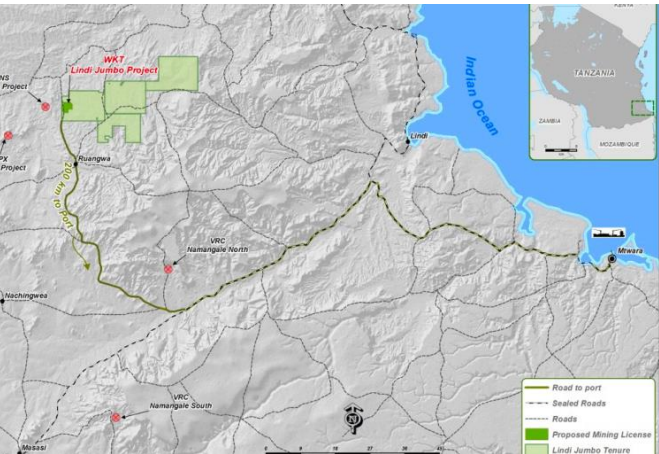 KENYA
TANZANIA
ZAMBIA
MOZAMBIQUE
WKT
Lindi Jumbo Project
NS
Project
PX
Project
Ruangwa
200 km to port
VRC
Namangale North
Nachingwea
VRC
Namangale South
Masasi
Lindi
Indian Ocean
Mtwara
N
Road to port
Sealed Roads
Roads
Proposed Mining License
Lindi Jumbo Tenure